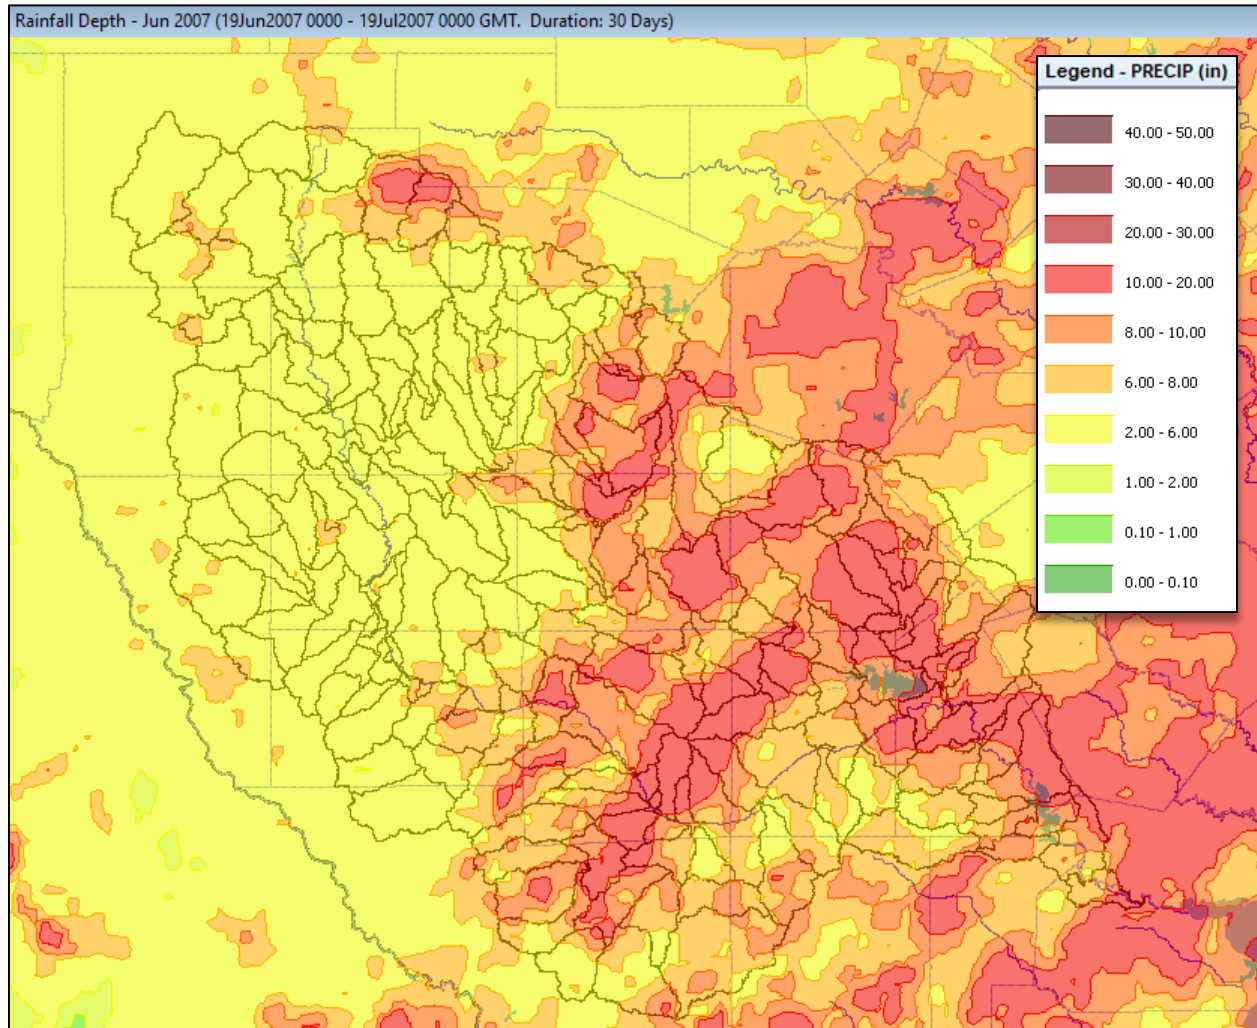 Rainfall Depth - Jun 2007 (19Jun2007 0000 - 19Jul2007 0000 GMT.  Duration: 30 Days)
Legend - PRECIP (in)
40.00 - 50.00
30.00 - 40.00
20.00 - 30.00
10.00 - 20.00
8.00 - 10.00
6.00 - 8.00
2.00 - 6.00
1.00 - 2.00
0.10 - 1.00
0.00 - 0.10